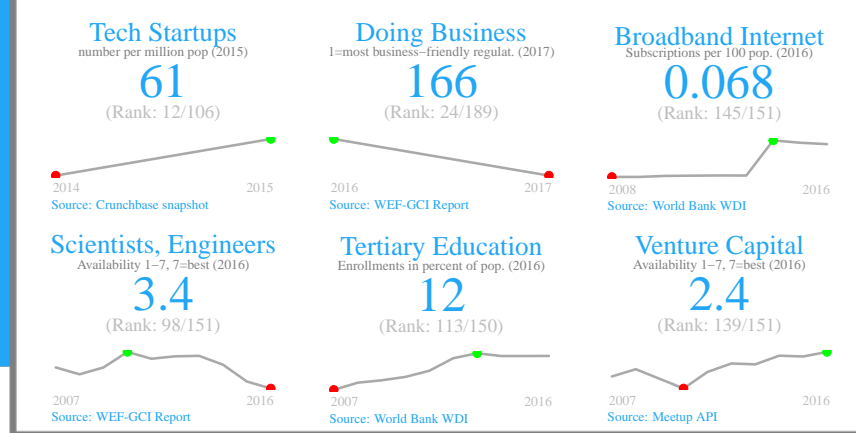 Tech Startups
number per million pop (2015)
61
(Rank: 12/106)
2014 2015
Source: Crunchbase snapshot
Doing Business
1=most business−friendly regulat. (2017)
166
(Rank: 24/189)
2016 2017
Source: WEF-GCI Report
Broadband Internet
Subscriptions per 100 pop. (2016)
0.068
(Rank: 145/151)
2008 2016
Source: World Bank WDI
Scientists, Engineers
Availability 1−7, 7=best (2016)
3.4
(Rank: 98/151)
2007 2016
Source: WEF-GCI Report
Tertiary Education
Enrollments in percent of pop. (2016)
12
(Rank: 113/150)
2007 2016
Source: World Bank WDI
Venture Capital
Availability 1−7, 7=best (2016)
2.4
(Rank: 139/151)
2007 2016
Source: Meetup API